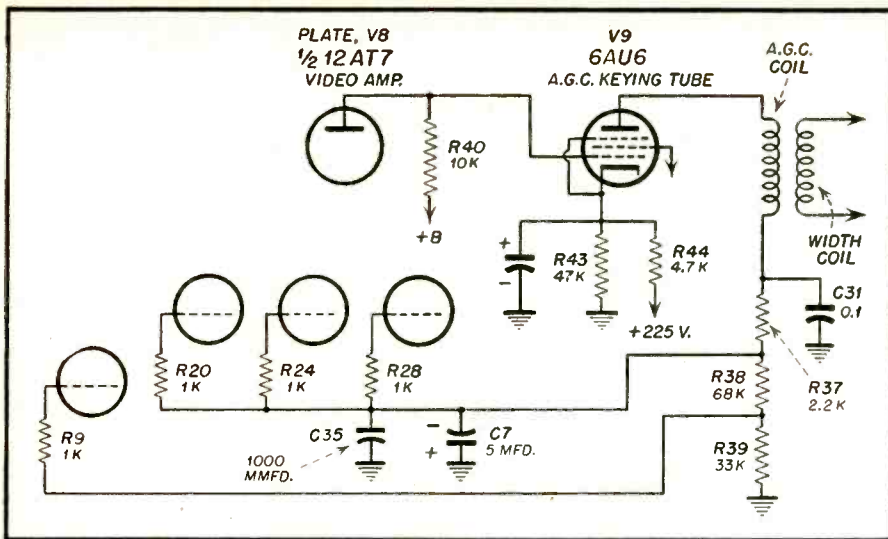 PLATE, V8
½ 12AT7
VIDEO AMP.
V9
6AU6
A.G.C. KEYING TUBE
A.G.C.
COIL
R40
10K
+B
WIDTH
COIL
+
-
R43
47K
R44
4.7K
+225 V.
C31
0.1
R37
2.2K
R38
68K
R39
33K
R20
1K
R24
1K
R28
1K
R9
1K
C35
1000
MMFD.
-
+
C7
5 MFD.